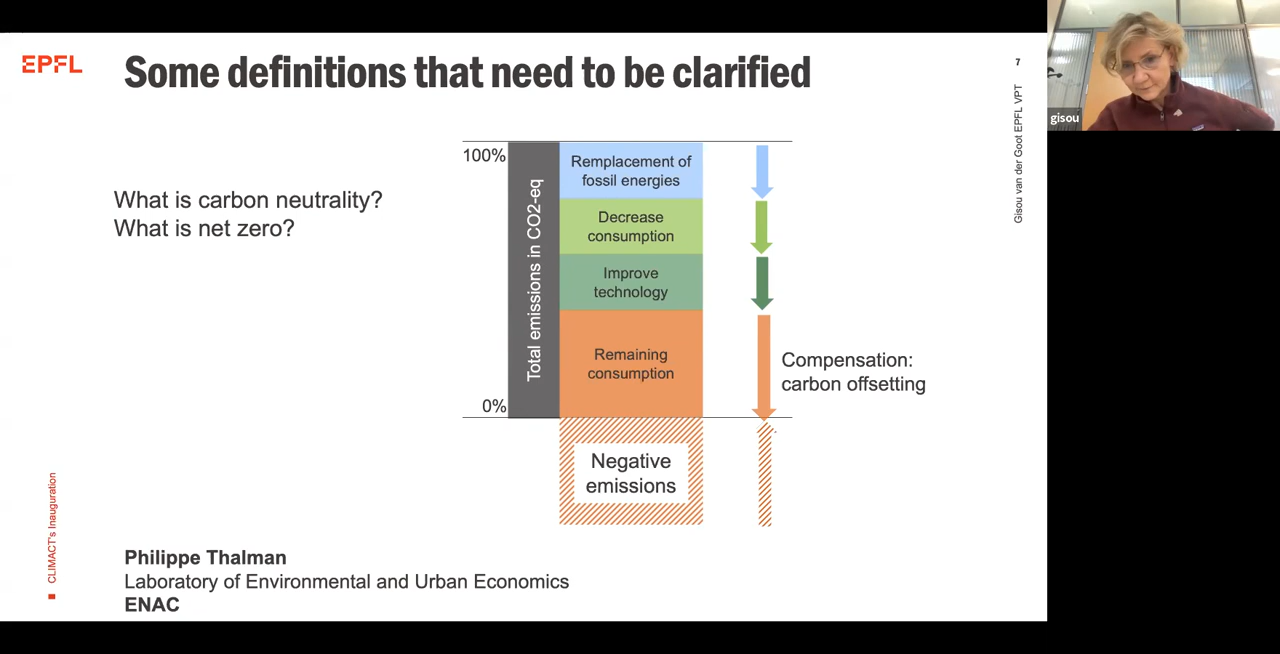 EPFL
Some definitions that need to be clarified
7
Gisou van der Goot EPFL VPT
gisou
What is carbon neutrality?
What is net zero?
100%
0%
Total emissions in CO2-eq
Remplacement of
fossil energies
Decrease
consumption
Improve
technology
Remaining
consumption
Compensation:
carbon offsetting
Negative
emissions
CLIMACT's Inauguration
Philippe Thalman
Laboratory of Environmental and Urban Economics
ENAC